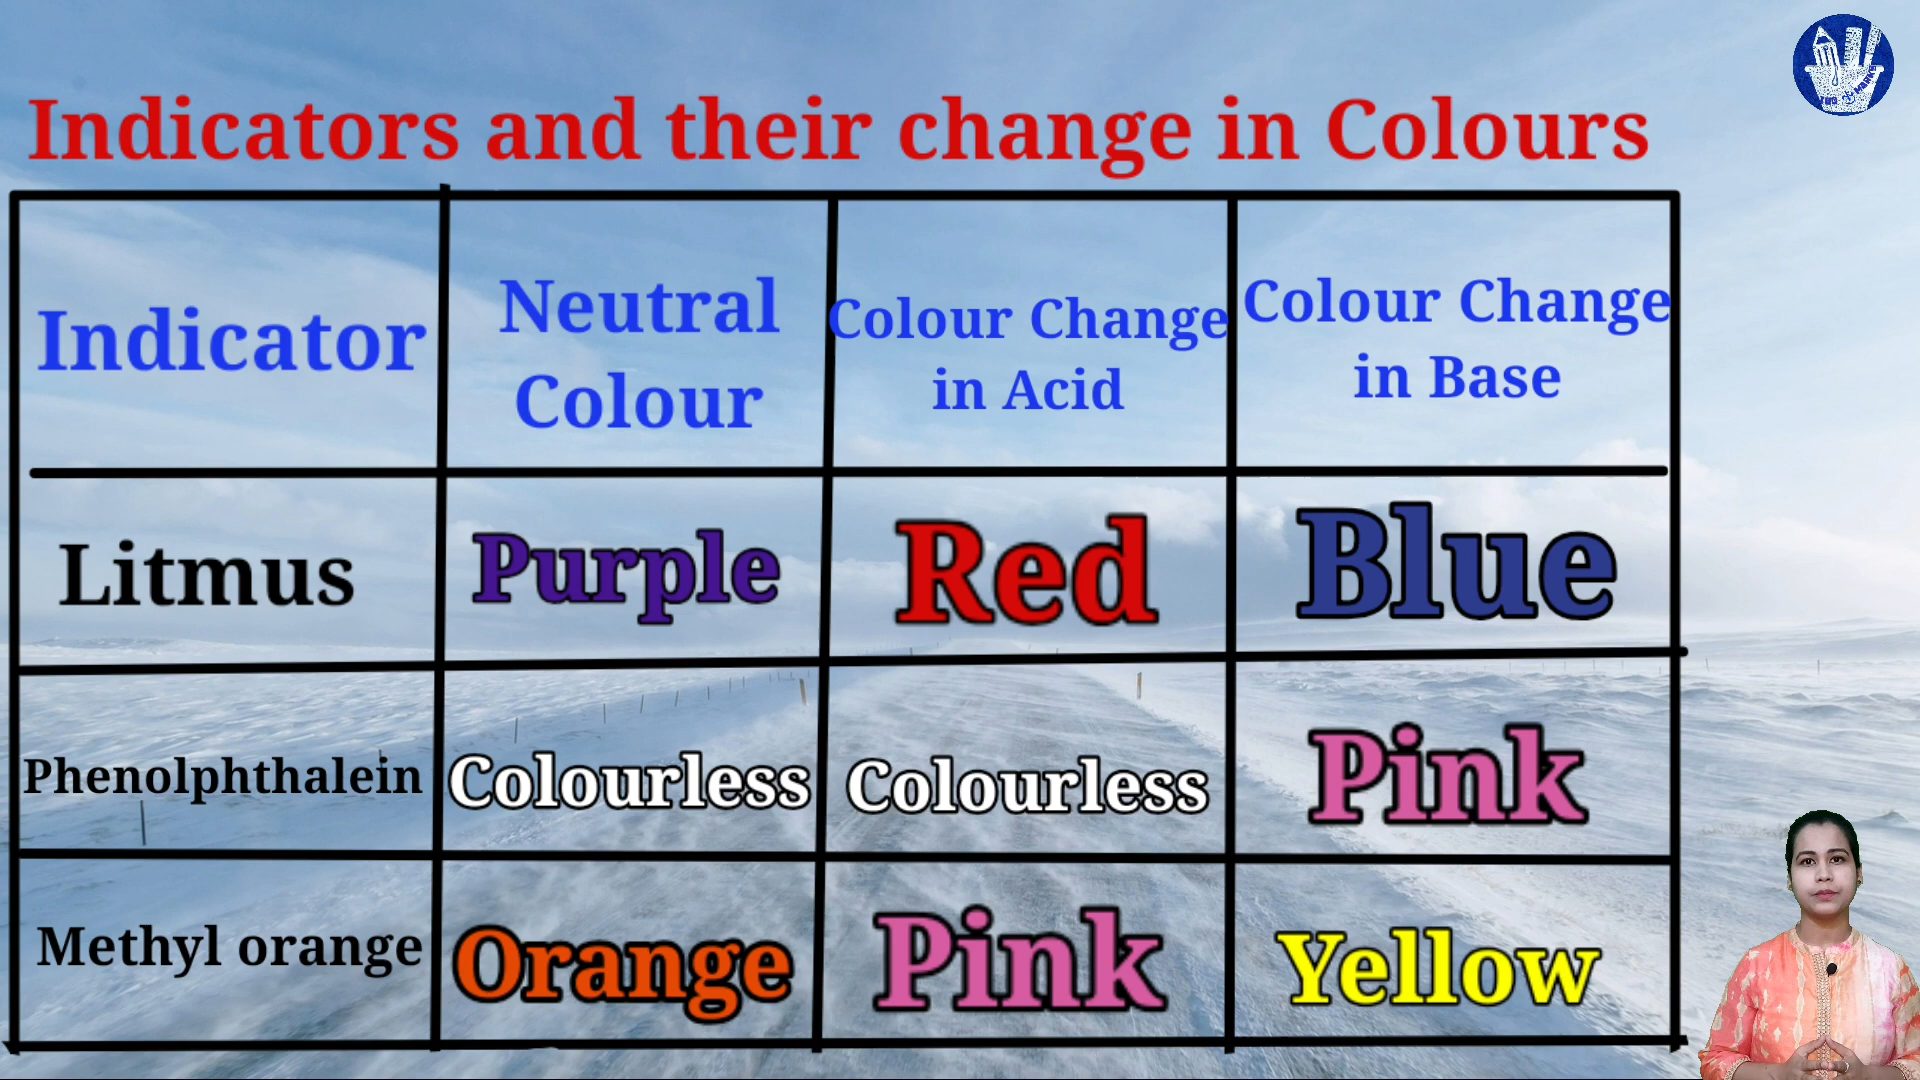 Indicators and their change in Colours
Indicator
Neutral
Colour
Colour Change
in Acid
Colour Change
in Base
Litmus
Purple
Red
Blue
Phenolphthalein
Colourless
Colourless
Pink
Methyl orange
Orange
Pink
Yellow